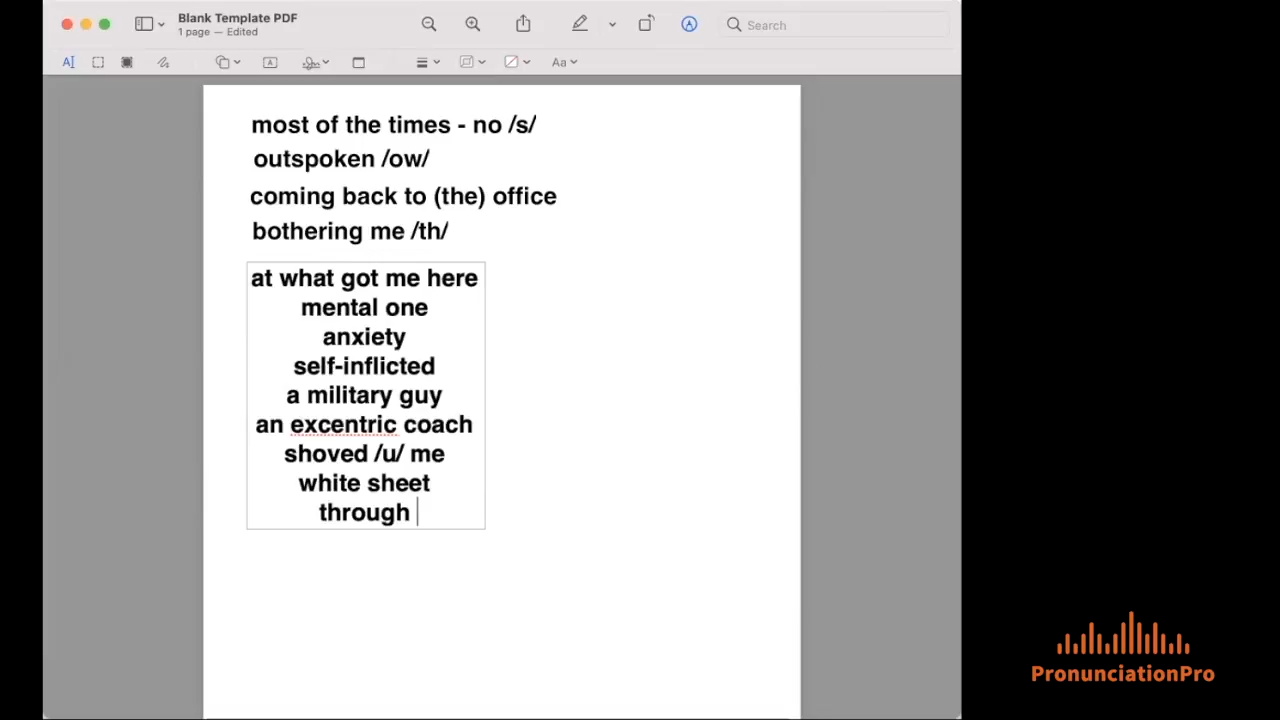 Blank Template PDF
1 page — Edited
Search
Aa
most of the times - no /s/
outspoken /ow/
coming back to (the) office
bothering me /th/
at what got me here
mental one
anxiety
self-inflicted
a military guy
an excentric coach
shoved /u/ me
white sheet
through
PronunciationPro